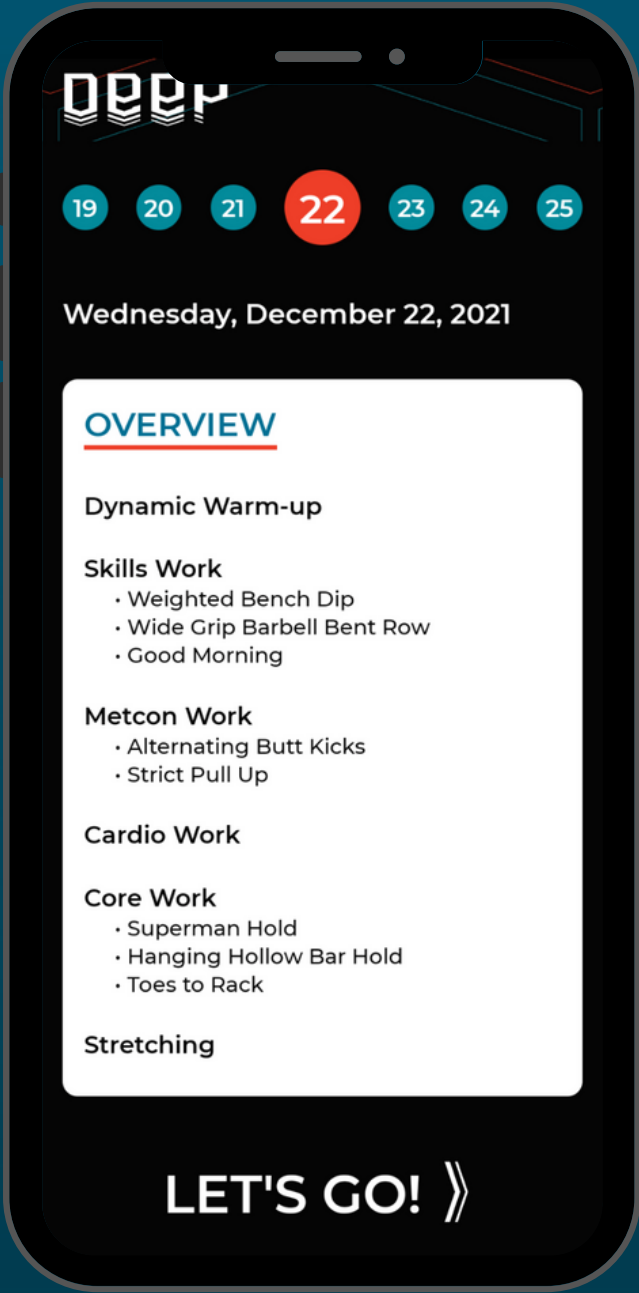 DEEP
19 20 21 22 23 24 25
Wednesday, December 22, 2021
OVERVIEW
Dynamic Warm-up
Skills Work
• Weighted Bench Dip
• Wide Grip Barbell Bent Row
• Good Morning
Metcon Work
• Alternating Butt Kicks
• Strict Pull Up
Cardio Work
Core Work
• Superman Hold
• Hanging Hollow Bar Hold
• Toes to Rack
Stretching
LET'S GO! ⟫